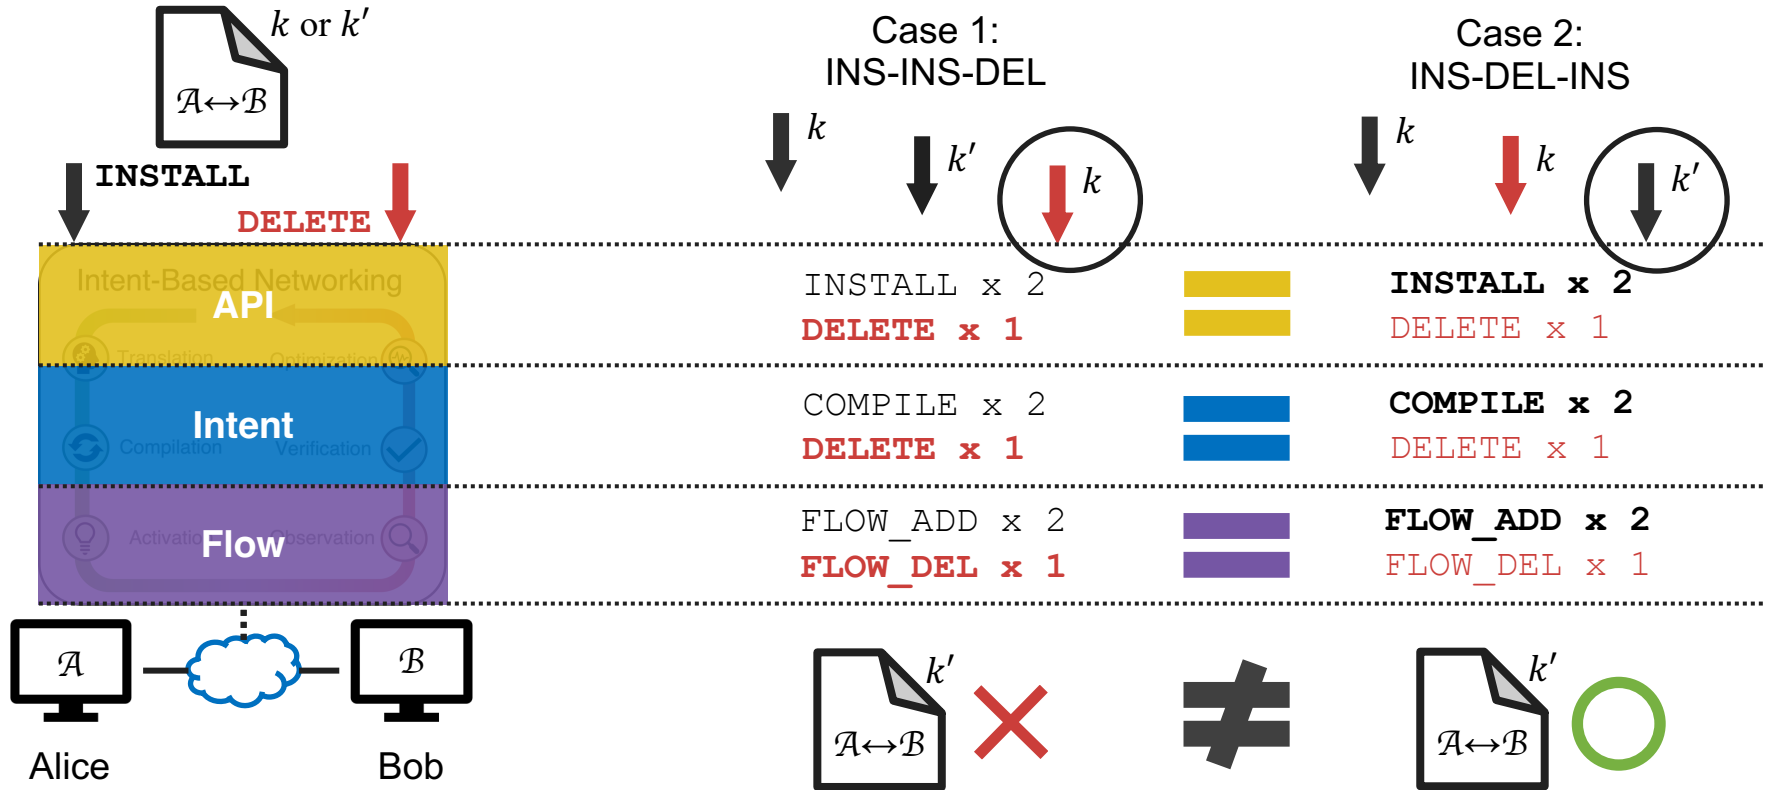 k or k′
𝒜↔ℬ
INSTALL
DELETE
Intent-Based Networking
API
Translation
Optimization
Intent
Compilation
Verification
Flow
Activation
Observation
𝒜
ℬ
Alice
Bob
Case 1:
INS-INS-DEL
k
k′
k
INSTALL x 2
DELETE x 1
COMPILE x 2
DELETE x 1
FLOW_ADD x 2
FLOW_DEL x 1
k′
𝒜↔ℬ
Case 2:
INS-DEL-INS
k
k
k′
INSTALL x 2
DELETE x 1
COMPILE x 2
DELETE x 1
FLOW_ADD x 2
FLOW_DEL x 1
k′
𝒜↔ℬ